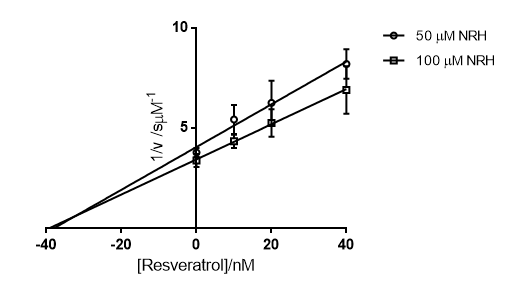 10
50 μM NRH
100 μM NRH
1/v /sμM⁻¹
5
-40
-20
0
20
40
[Resveratrol]/nM